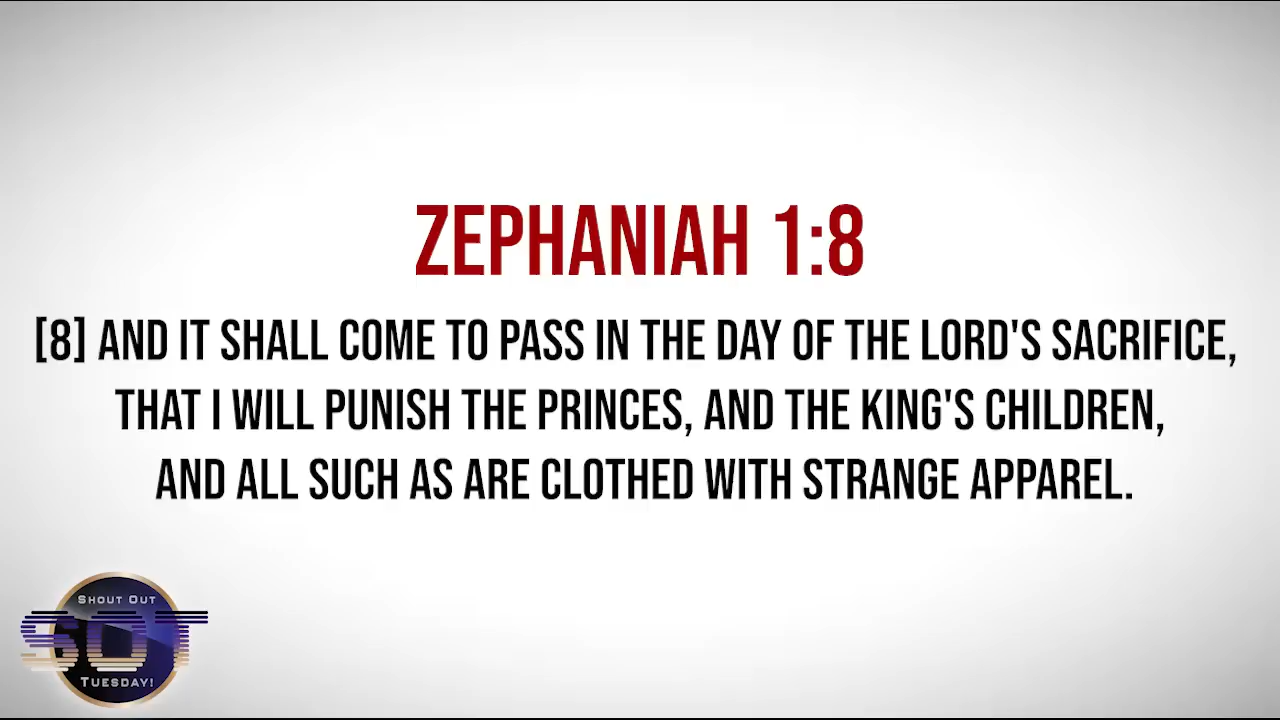 ZEPHANIAH 1:8
[8] AND IT SHALL COME TO PASS IN THE DAY OF THE LORD'S SACRIFICE,
THAT I WILL PUNISH THE PRINCES, AND THE KING'S CHILDREN,
AND ALL SUCH AS ARE CLOTHED WITH STRANGE APPAREL.
SHOUT OUT
SOT
TUESDAY!